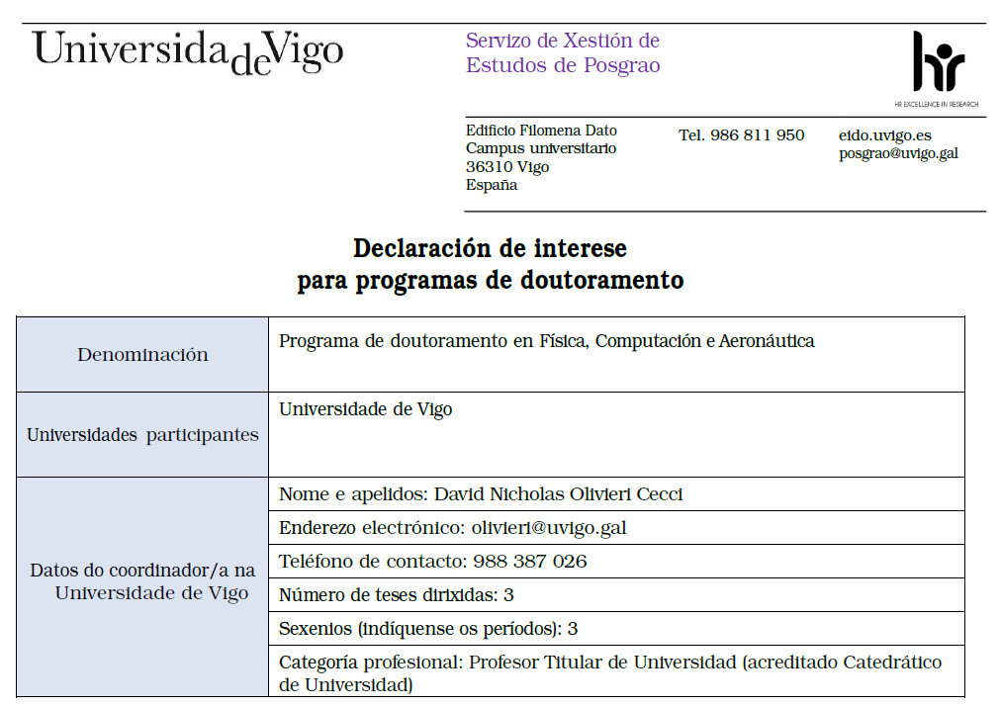 UniversidadeVigo
Servizo de Xestión de
Estudos de Posgrao
HR EXCELLENCE IN RESEARCH
Edificio Filomena Dato
Campus universitario
36310 Vigo
España
Tel. 986 811 950
eido.uvigo.es
posgrao@uvigo.gal
Declaración de interese
para programas de doutoramento
Denominación
Programa de doutoramento en Física, Computación e Aeronáutica
Universidades participantes
Universidade de Vigo
Datos do coordinador/a na
Universidade de Vigo
Nome e apelidos: David Nicholas Olivieri Cecci
Enderezo electrónico: olivieri@uvigo.gal
Teléfono de contacto: 988 387 026
Número de teses dirixidas: 3
Sexenios (indíquense os períodos): 3
Categoría profesional: Profesor Titular de Universidad (acreditado Catedrático
de Universidad)